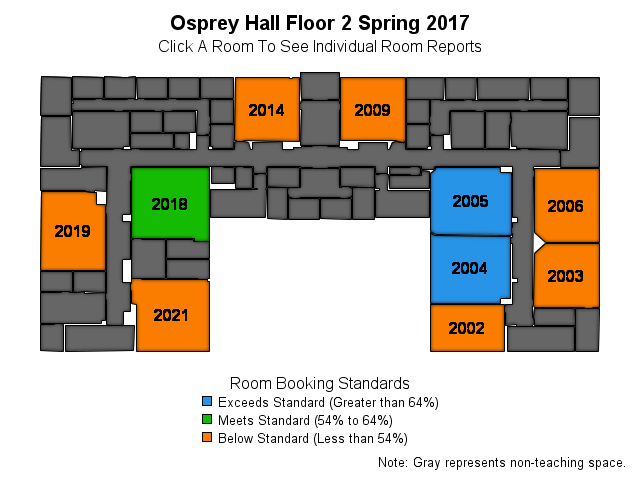 Osprey Hall Floor 2 Spring 2017
Click A Room To See Individual Room Reports
2014
2009
2018
2005
2006
2019
2004
2003
2021
2002
Room Booking Standards
Exceeds Standard (Greater than 64%)
Meets Standard (54% to 64%)
Below Standard (Less than 54%)
Note: Gray represents non-teaching space.